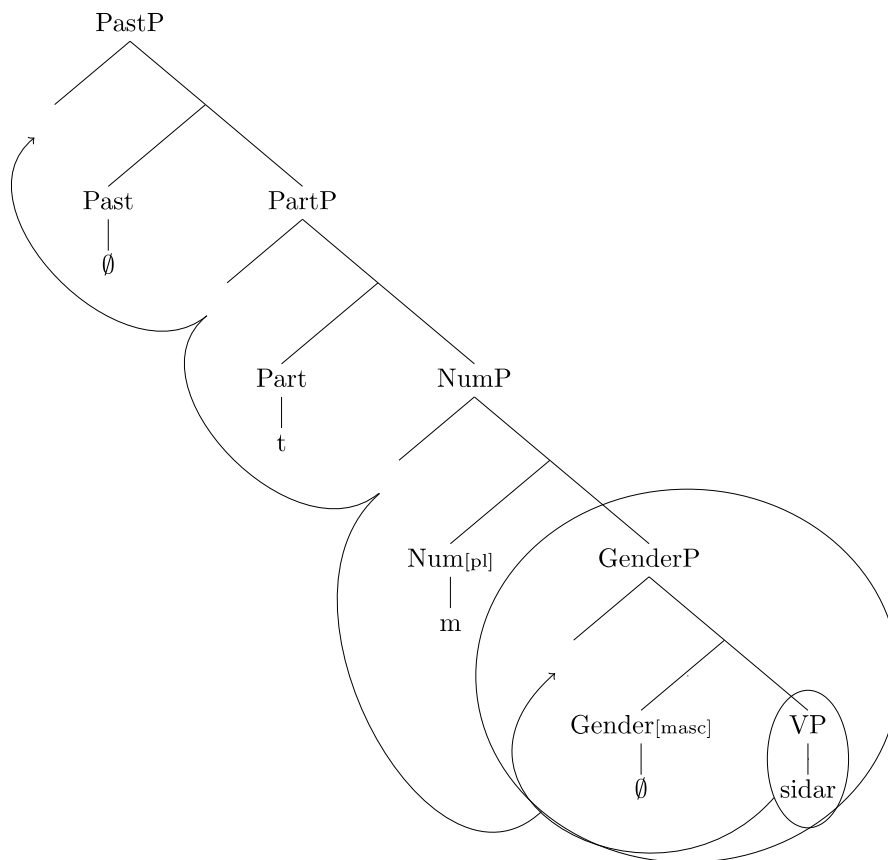 PastP
Past PartP
∅
Part NumP
t
Num[pl] GenderP
m
Gender[masc] VP
∅ sidar